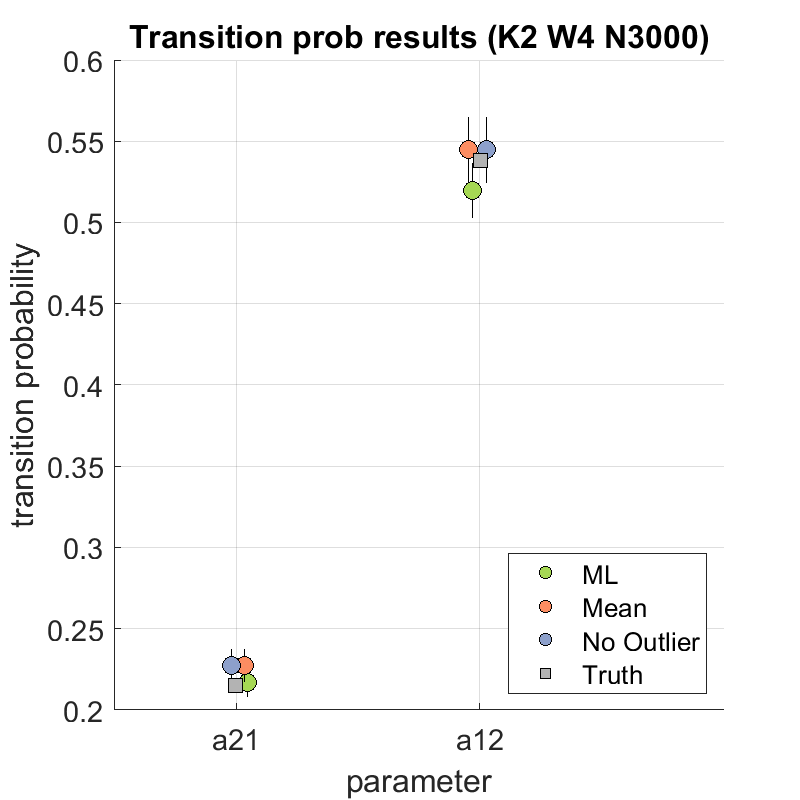 Transition prob results (K2 W4 N3000)
0.6
0.55
0.5
0.45
0.4
0.35
0.3
0.25
0.2
transition probability
ML
Mean
No Outlier
Truth
a21 a12
parameter